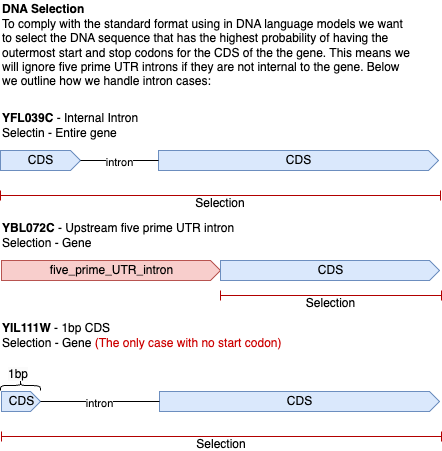 DNA Selection
To comply with the standard format using in DNA language models we want
to select the DNA sequence that has the highest probability of having the
outermost start and stop codons for the CDS of the the gene. This means we
will ignore five prime UTR introns if they are not internal to the gene. Below
we outline how we handle intron cases:
YFL039C - Internal Intron
Selectin - Entire gene
CDS
intron
CDS
Selection
YBL072C - Upstream five prime UTR intron
Selection - Gene
five_prime_UTR_intron
CDS
Selection
YIL111W - 1bp CDS
Selection - Gene (The only case with no start codon)
1bp
CDS
intron
CDS
Selection